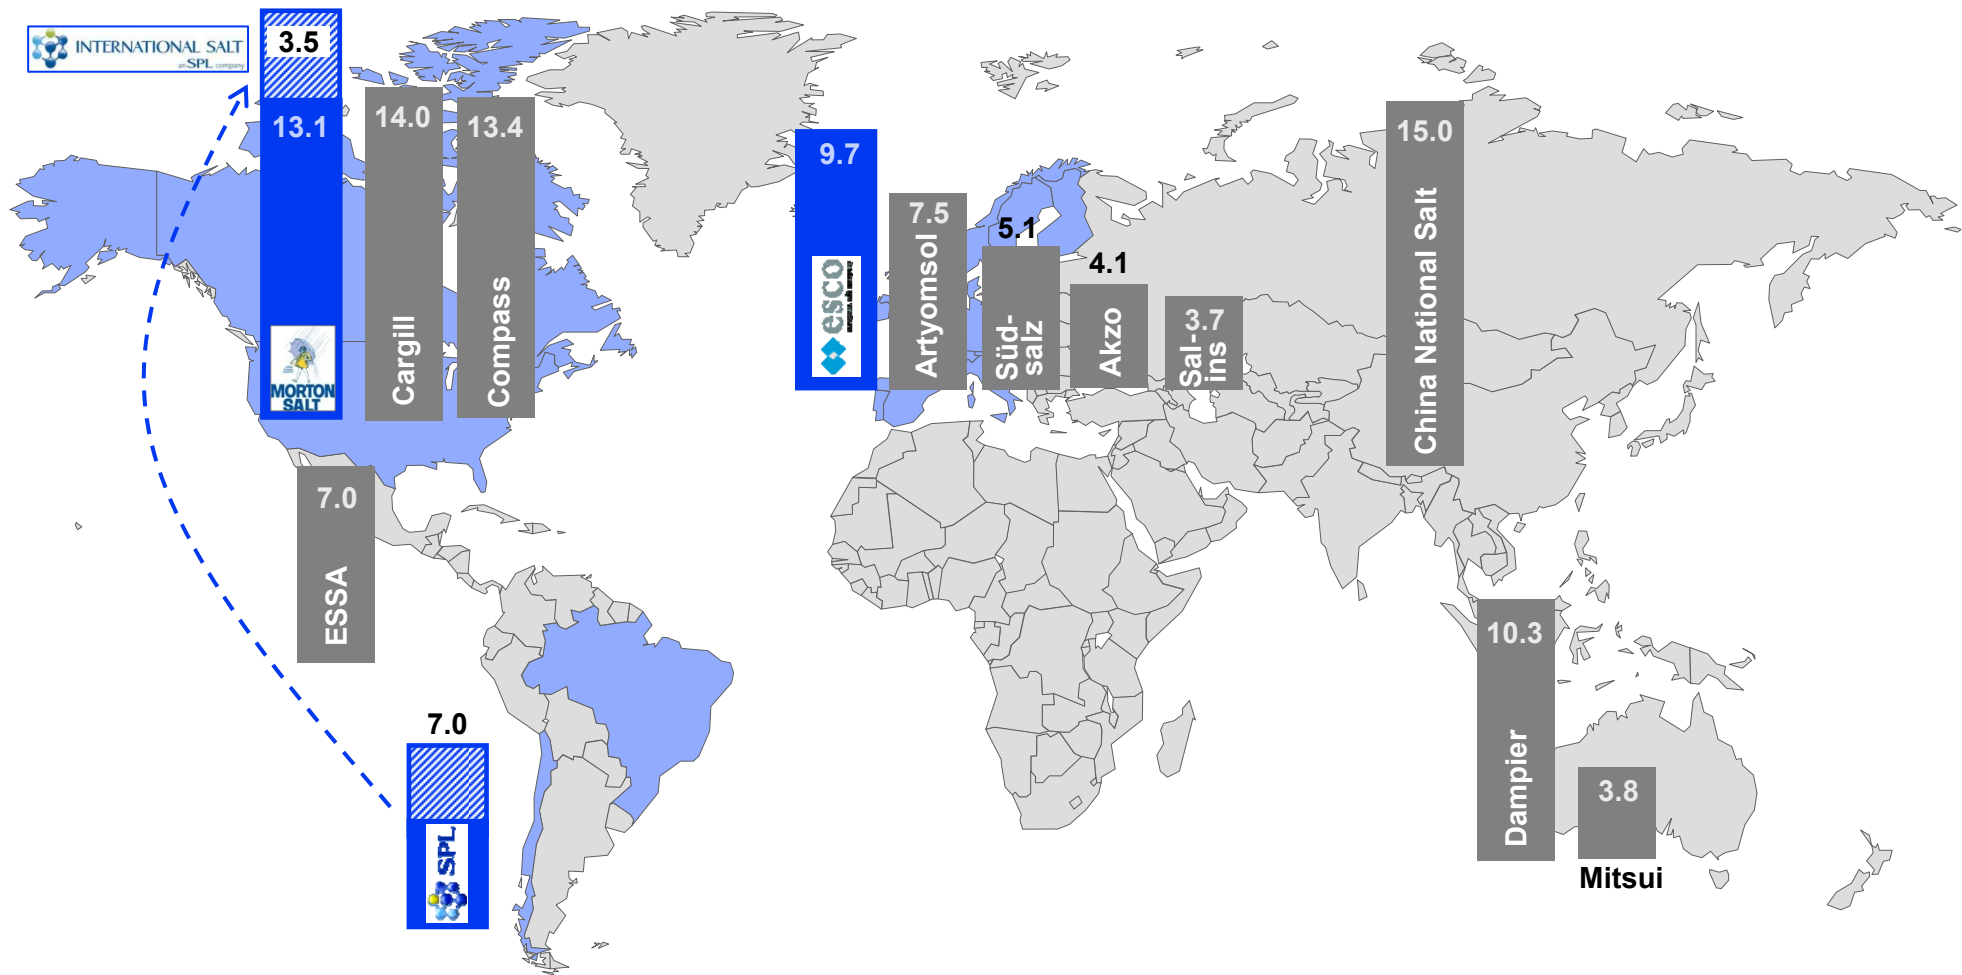 INTERNATIONAL SALT
an SPL company
3.5
13.1
MORTON
SALT
14.0
Cargill
13.4
Compass
9.7
esco
7.5
Artyomsol
5.1
Süd-
salz
4.1
Akzo
3.7
Sal-
ins
15.0
China National Salt
7.0
ESSA
7.0
SPL
10.3
Dampier
3.8
Mitsui